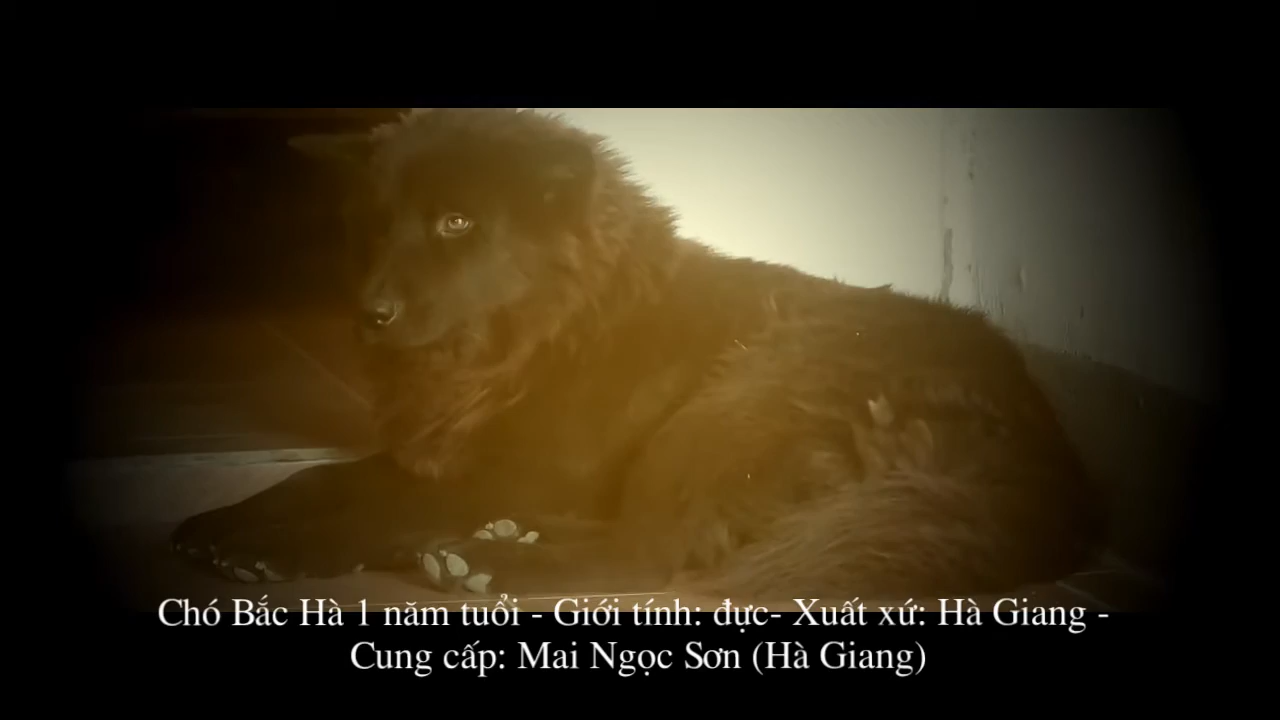 Chó Bắc Hà 1 năm tuổi - Giới tính: đực- Xuất xứ: Hà Giang -
Cung cấp: Mai Ngọc Sơn (Hà Giang)